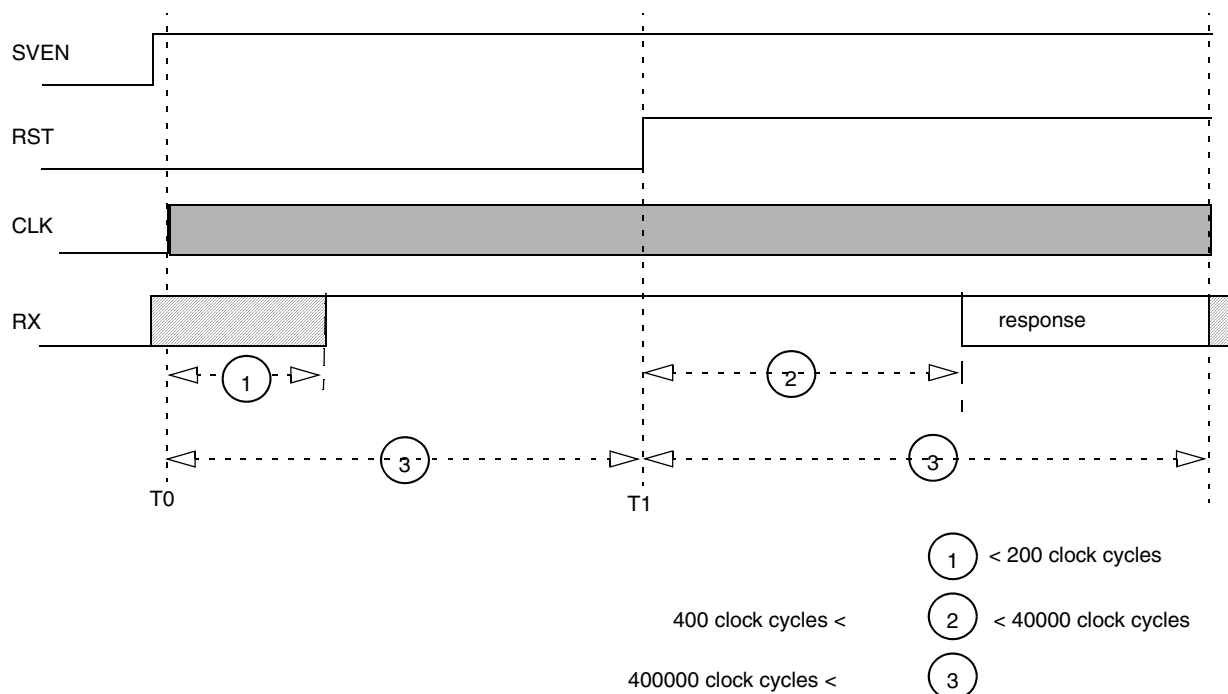 SVEN
RST
CLK
RX
response
1
2
3
3
T0
T1
1 < 200 clock cycles
400 clock cycles < 2 < 40000 clock cycles
400000 clock cycles < 3